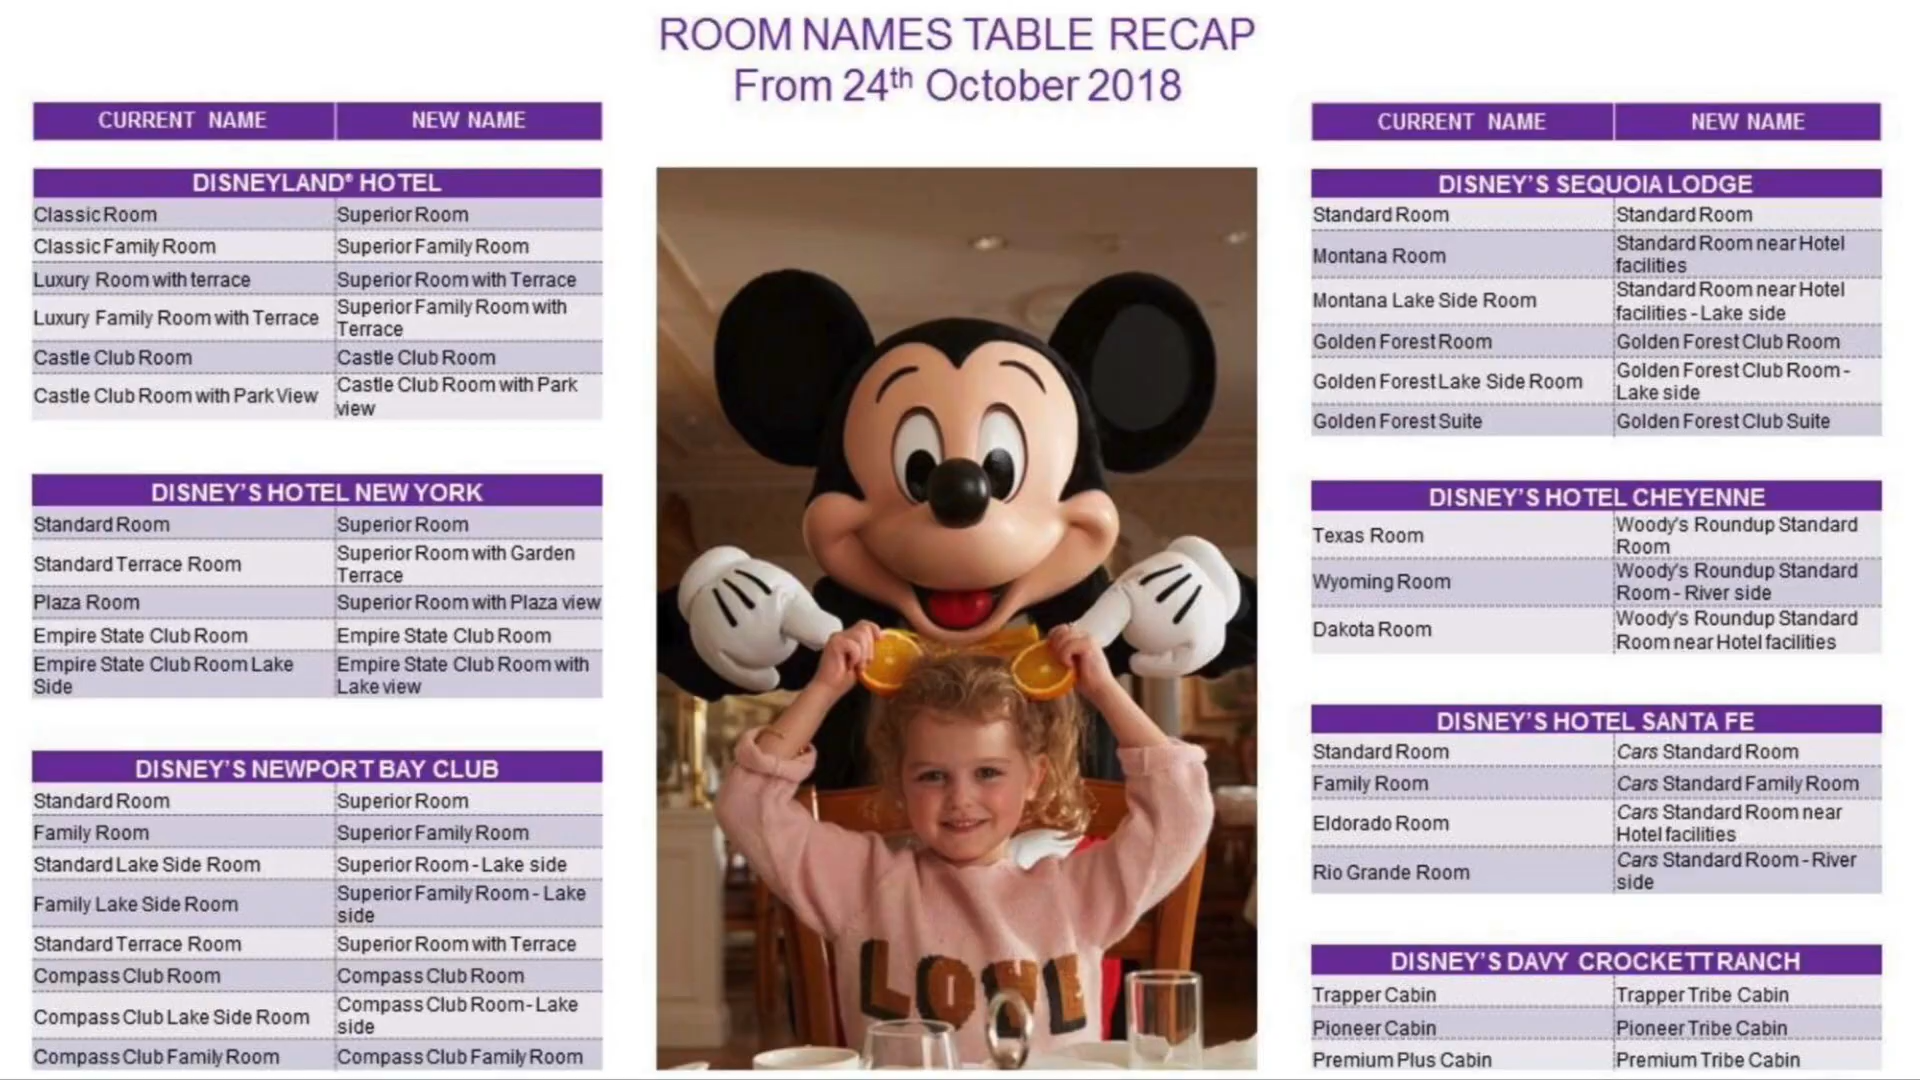 ROOM NAMES TABLE RECAP
From 24th October 2018
CURRENT NAME NEW NAME
DISNEYLAND® HOTEL
Classic Room Superior Room
Classic Family Room Superior Family Room
Luxury Room with terrace Superior Room with Terrace
Luxury Family Room with Terrace Superior Family Room with
Terrace
Castle Club Room Castle Club Room
Castle Club Room with Park View Castle Club Room with Park
view
DISNEY'S HOTEL NEW YORK
Standard Room Superior Room
Standard Terrace Room Superior Room with Garden
Terrace
Plaza Room Superior Room with Plaza view
Empire State Club Room Empire State Club Room
Empire State Club Room Lake Empire State Club Room with
Side Lake view
DISNEY'S NEWPORT BAY CLUB
Standard Room Superior Room
Family Room Superior Family Room
Standard Lake Side Room Superior Room - Lake side
Family Lake Side Room Superior Family Room - Lake
side
Standard Terrace Room Superior Room with Terrace
Compass Club Room Compass Club Room
Compass Club Lake Side Room Compass Club Room- Lake
side
Compass Club Family Room Compass Club Family Room
LOVE
CURRENT NAME NEW NAME
DISNEY'S SEQUOIA LODGE
Standard Room Standard Room
Montana Room Standard Room near Hotel
facilities
Montana Lake Side Room Standard Room near Hotel
facilities - Lake side
Golden Forest Room Golden Forest Club Room
Golden Forest Lake Side Room Golden Forest Club Room -
Lake side
Golden Forest Suite Golden Forest Club Suite
DISNEY'S HOTEL CHEYENNE
Texas Room Woody's Roundup Standard
Room
Wyoming Room Woody's Roundup Standard
Room - River side
Dakota Room Woody's Roundup Standard
Room near Hotel facilities
DISNEY'S HOTEL SANTA FE
Standard Room Cars Standard Room
Family Room Cars Standard Family Room
Eldorado Room Cars Standard Room near
Hotel facilities
Rio Grande Room Cars Standard Room - River
side
DISNEY'S DAVY CROCKETT RANCH
Trapper Cabin Trapper Tribe Cabin
Pioneer Cabin Pioneer Tribe Cabin
Premium Plus Cabin Premium Tribe Cabin